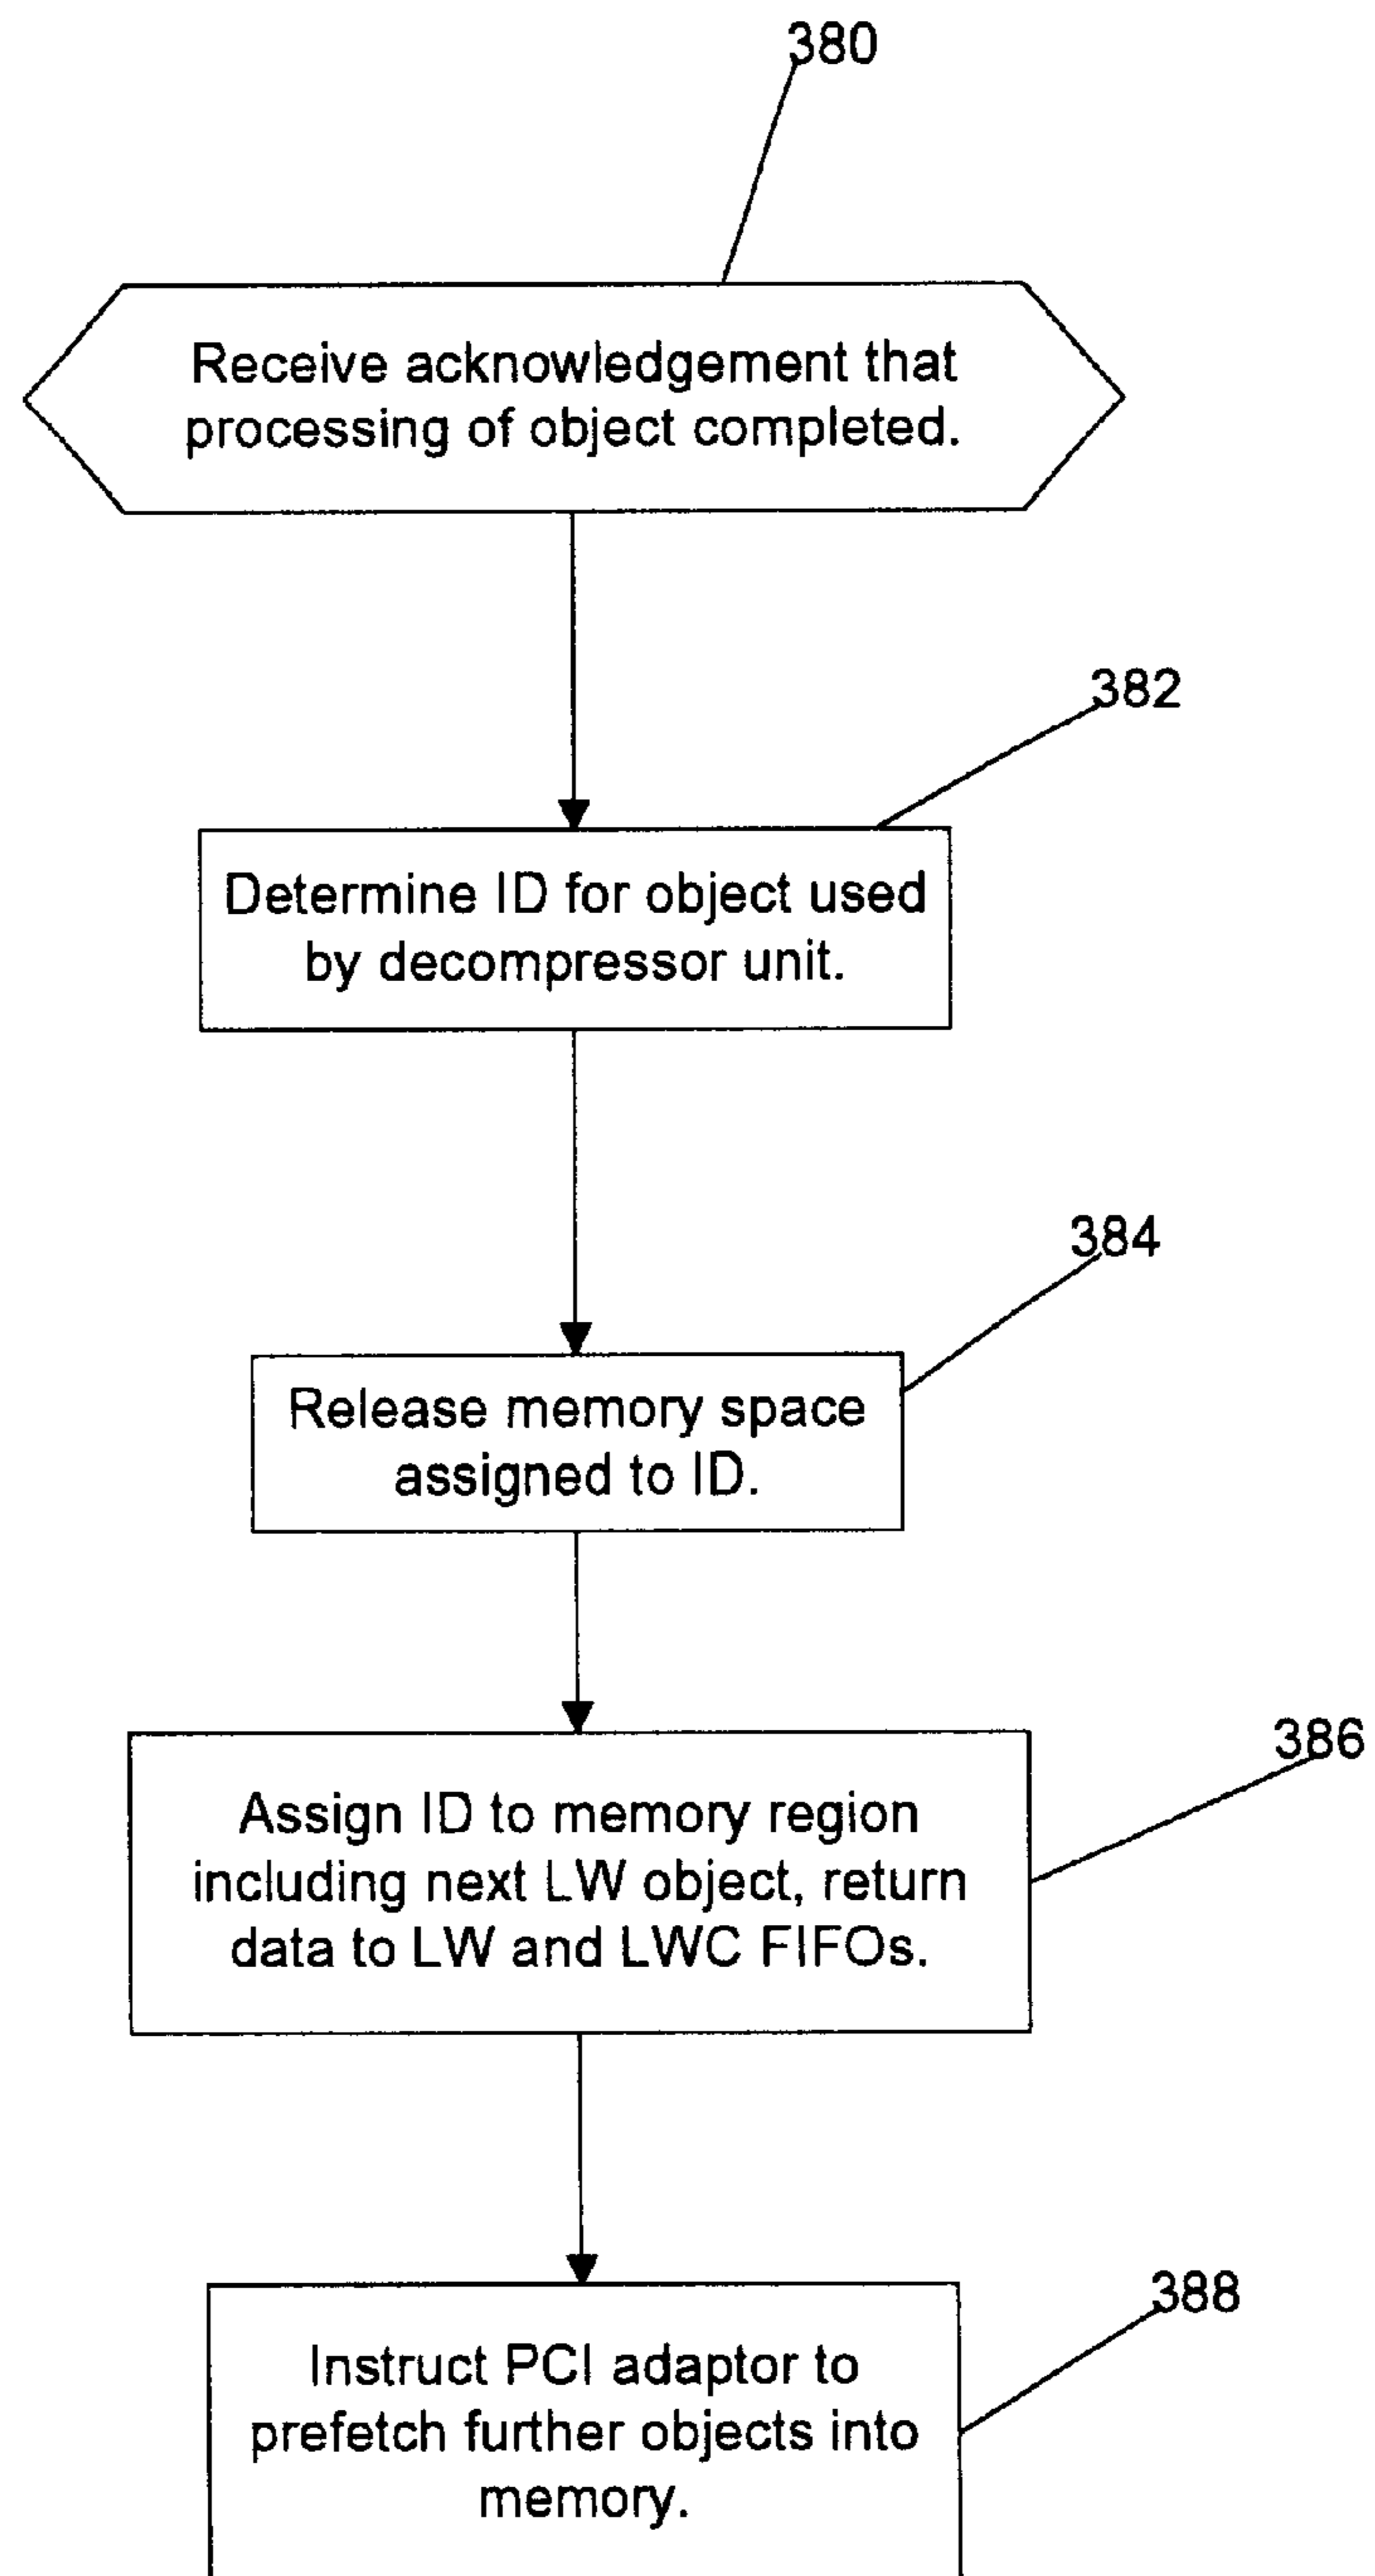 380
Receive acknowledgement that
processing of object completed.
382
Determine ID for object used
by decompressor unit.
384
Release memory space
assigned to ID.
386
Assign ID to memory region
including next LW object, return
data to LW and LWC FIFOs.
388
Instruct PCI adaptor to
prefetch further objects into
memory.